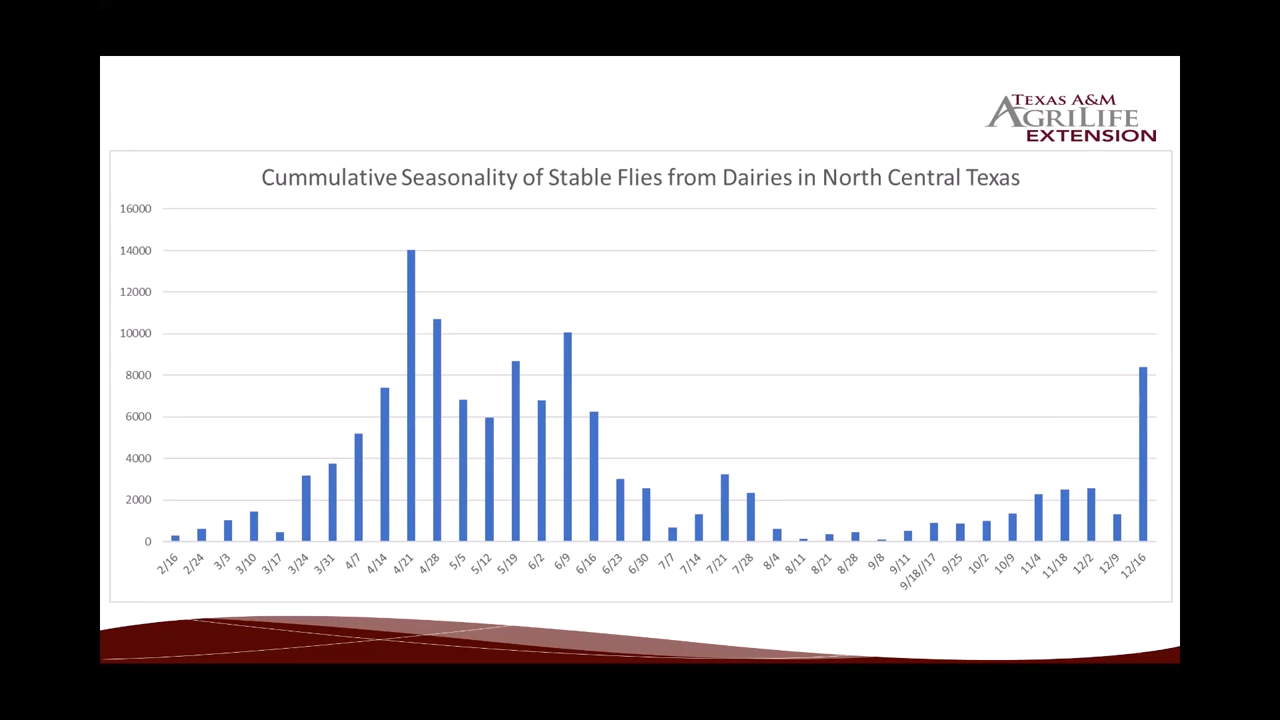 TEXAS A&M
AGRILIFE
EXTENSION
Cummulative Seasonality of Stable Flies from Dairies in North Central Texas
16000
14000
12000
10000
8000
6000
4000
2000
0
2/16 2/24 3/3 3/10 3/17 3/24 3/31 4/7 4/14 4/21 4/28 5/5 5/12 5/19 6/2 6/9 6/16 6/23 6/30 7/7 7/14 7/21 7/28 8/4 8/11 8/21 8/28 9/8 9/11 9/18//17 9/25 10/2 10/9 11/4 11/18 12/2 12/9 12/16